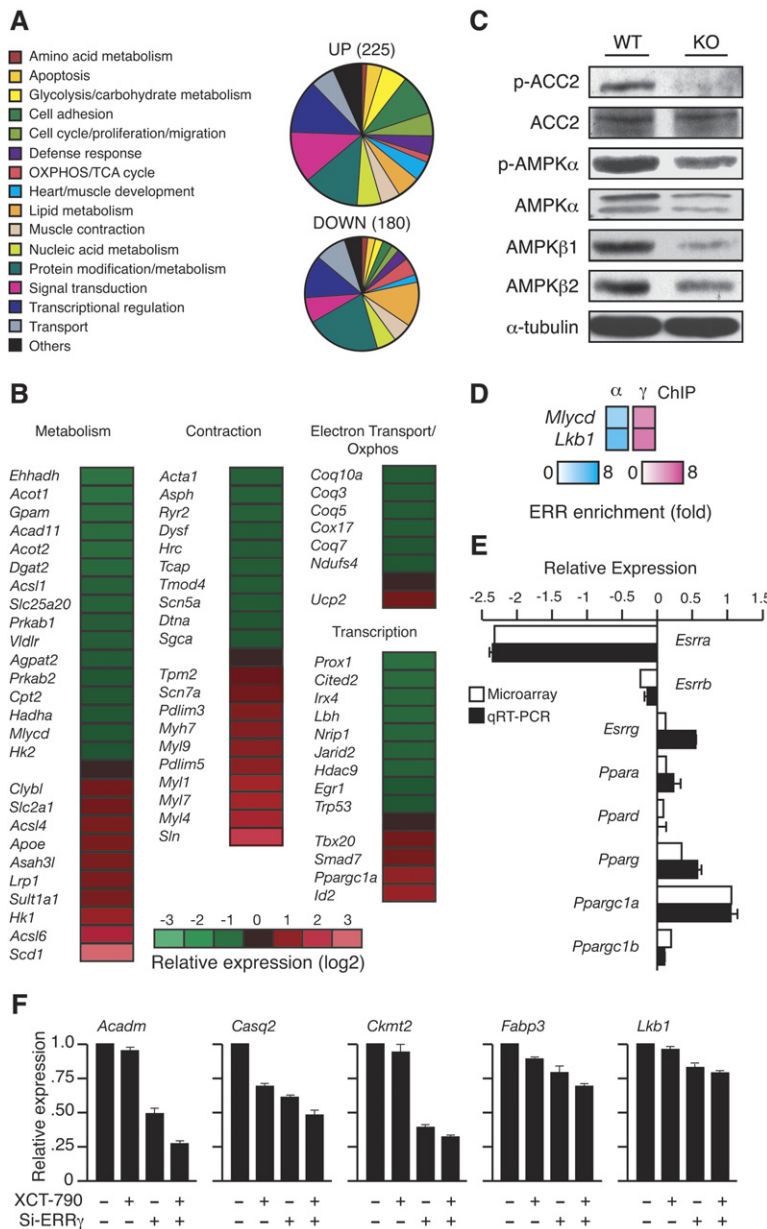 A
Amino acid metabolism
Apoptosis
Glycolysis/carbohydrate metabolism
Cell adhesion
Cell cycle/proliferation/migration
Defense response
OXPHOS/TCA cycle
Heart/muscle development
Lipid metabolism
Muscle contraction
Nucleic acid metabolism
Protein modification/metabolism
Signal transduction
Transcriptional regulation
Transport
Others
UP (225)
DOWN (180)
C
WT KO
p-ACC2
ACC2
p-AMPKα
AMPKα
AMPKβ1
AMPKβ2
α-tubulin
B
Metabolism
Ehhadh
Acot1
Gpam
Acad11
Acot2
Dgat2
Acsl1
Slc25a20
Prkab1
Vldlr
Agpat2
Prkab2
Cpt2
Hadha
Mlycd
Hk2
Clybl
Slc2a1
Acsl4
Apoe
Asah3l
Lrp1
Sult1a1
Hk1
Acsl6
Scd1
Contraction
Acta1
Asph
Ryr2
Dysf
Hrc
Tcap
Tmod4
Scn5a
Dtna
Sgca
Tpm2
Scn7a
Pdlim3
Myh7
Myl9
Pdlim5
Myl1
Myl7
Myl4
Sln
Electron Transport/
Oxphos
Coq10a
Coq3
Coq5
Cox17
Coq7
Ndufs4
Ucp2
Transcription
Prox1
Cited2
Irx4
Lbh
Nrip1
Jarid2
Hdac9
Egr1
Trp53
Tbx20
Smad7
Ppargc1a
Id2
-3 -2 -1 0 1 2 3
Relative expression (log2)
D
α γ ChIP
Mlycd
Lkb1
0 8 0 8
ERR enrichment (fold)
E
Relative Expression
-2.5 -1 -0.5 0 0.5 1.5
Esrra
Esrrb
Esrrg
Ppara
Ppard
Pparg
Ppargc1a
Ppargc1b
Microarray
qRT-PCR
F
Acadm Casq2 Ckmt2 Fabp3 Lkb1
Relative expression
1.0
.75
.50
.25
0
XCT-790 – + – + – + – + – + – + – + – + – + – +
Si-ERRγ – – + + – – + + – – + + – – + + – – + +